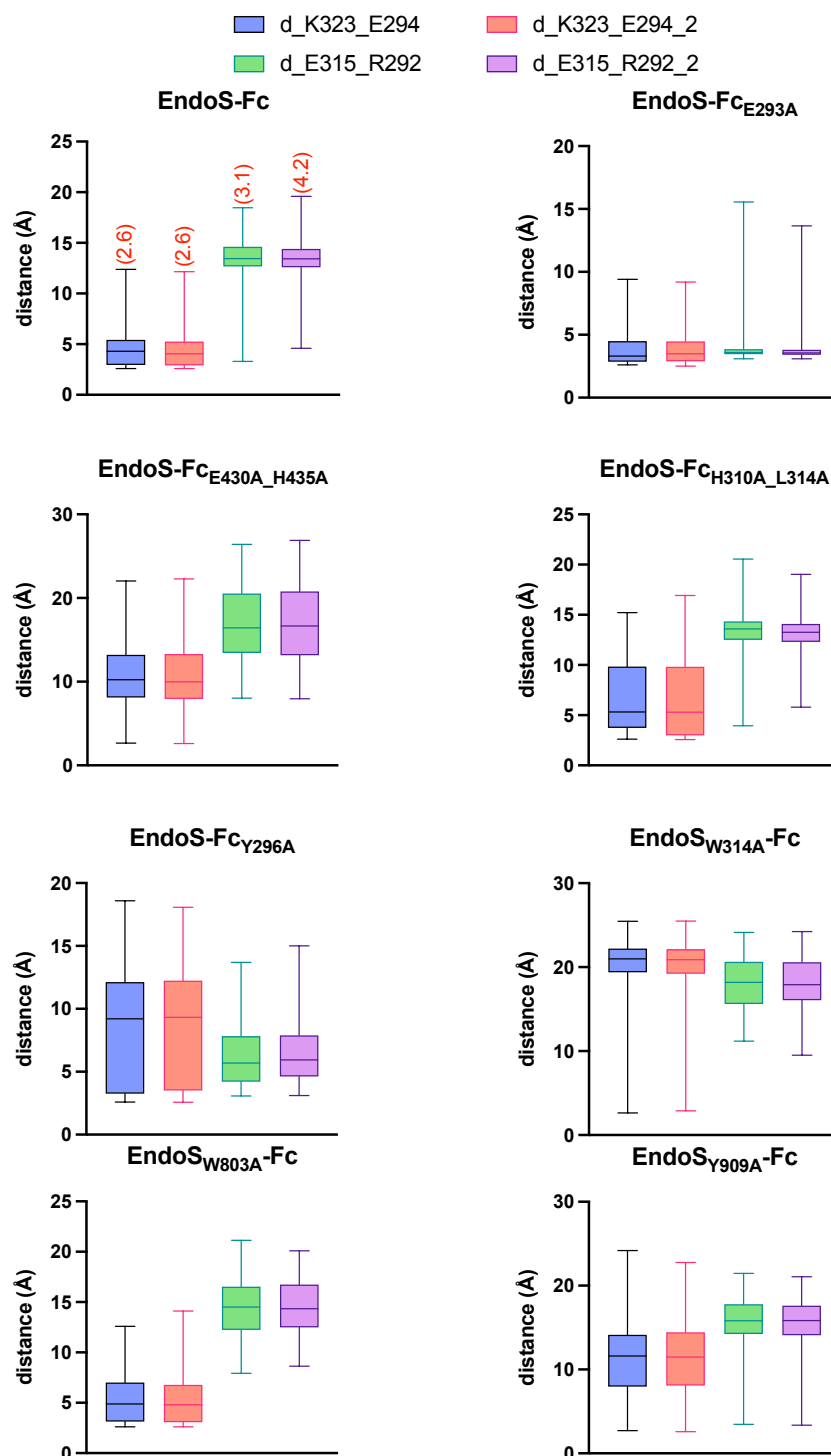 d_K323_E294 d_K323_E294_2
d_E315_R292 d_E315_R292_2
EndoS-Fc
25
20
15
10
5
0
distance (Å)
(2.6)
(2.6)
(3.1)
(4.2)
EndoS-FcE293A
20
15
10
5
0
distance (Å)
EndoS-FcE430A_H435A
30
20
10
0
distance (Å)
EndoS-FcH310A_L314A
25
20
15
10
5
0
distance (Å)
EndoS-FcY296A
20
15
10
5
0
distance (Å)
EndoSW314A-Fc
30
20
10
0
distance (Å)
EndoSW803A-Fc
25
20
15
10
5
0
distance (Å)
EndoSY909A-Fc
30
20
10
0
distance (Å)